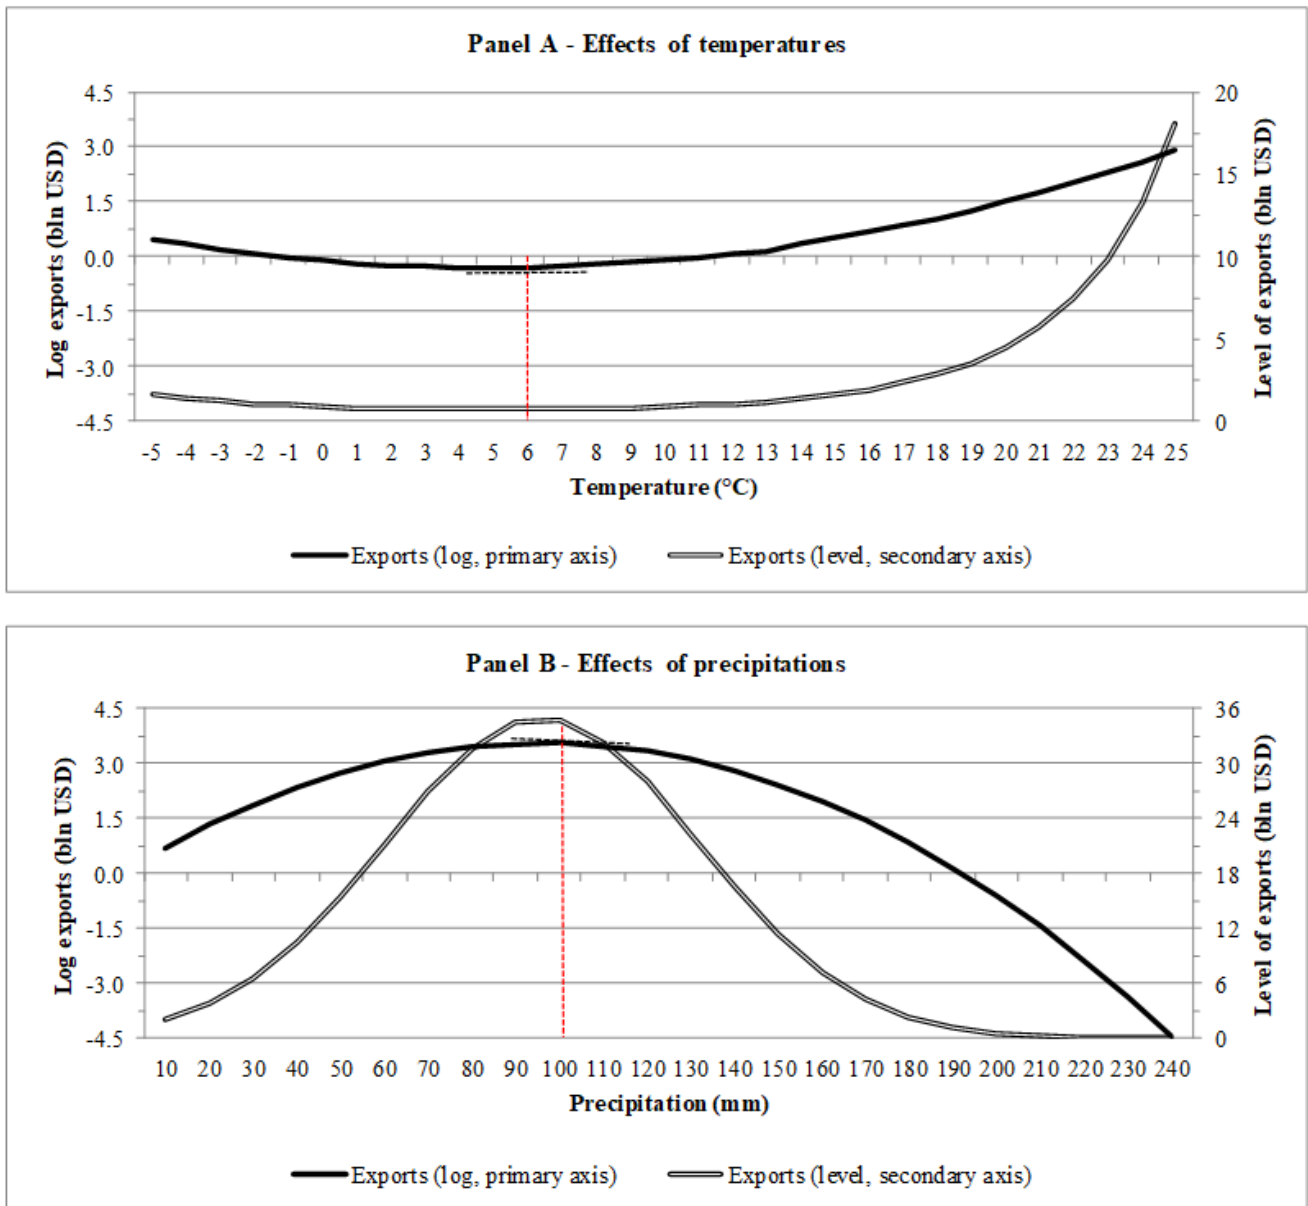 Panel A - Effects of temperatures
4.5
3.0
1.5
0.0
-1.5
-3.0
-4.5
Log exports (bln USD)
20
15
10
5
0
Level of exports (bln USD)
-5 -4 -3 -2 -1 0 1 2 3 4 5 6 7 8 9 10 11 12 13 14 15 16 17 18 19 20 21 22 23 24 25
Temperature (°C)
Exports (log, primary axis) Exports (level, secondary axis)
Panel B - Effects of precipitations
4.5
3.0
1.5
0.0
-1.5
-3.0
-4.5
Log exports (bln USD)
36
30
24
18
12
6
0
Level of exports (bln USD)
10 20 30 40 50 60 70 80 90 100 110 120 130 140 150 160 170 180 190 200 210 220 230 240
Precipitation (mm)
Exports (log, primary axis) Exports (level, secondary axis)